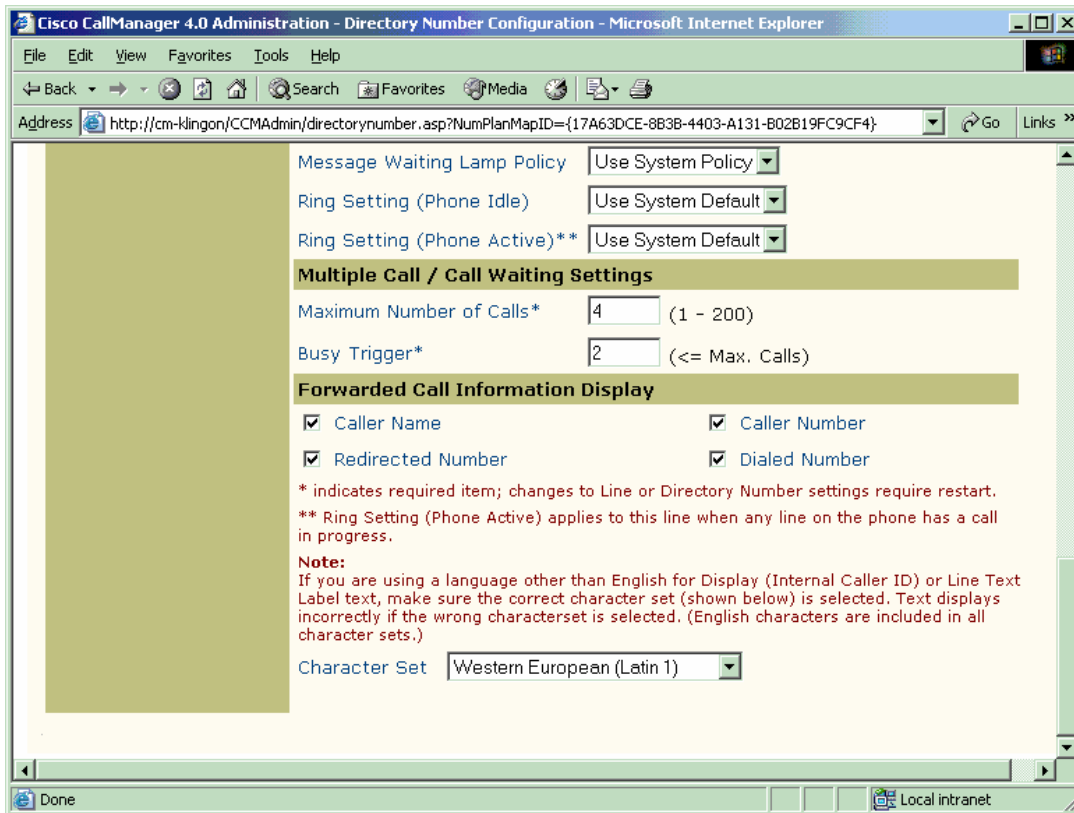 Cisco CallManager 4.0 Administration - Directory Number Configuration - Microsoft Internet Explorer
File Edit View Favorites Tools Help
Back Search Favorites Media
Address http://cm-klingon/CCMAdmin/directorynumber.asp?NumPlanMapID={17A63DCE-8B3B-4403-A131-B02B19FC9CF4} Go Links »
Message Waiting Lamp Policy Use System Policy
Ring Setting (Phone Idle) Use System Default
Ring Setting (Phone Active)** Use System Default
Multiple Call / Call Waiting Settings
Maximum Number of Calls* 4 (1 - 200)
Busy Trigger* 2 (<= Max. Calls)
Forwarded Call Information Display
Caller Name Caller Number
Redirected Number Dialed Number
* indicates required item; changes to Line or Directory Number settings require restart.
** Ring Setting (Phone Active) applies to this line when any line on the phone has a call
in progress.
Note:
If you are using a language other than English for Display (Internal Caller ID) or Line Text
Label text, make sure the correct character set (shown below) is selected. Text displays
incorrectly if the wrong characterset is selected. (English characters are included in all
character sets.)
Character Set Western European (Latin 1)
Done Local intranet